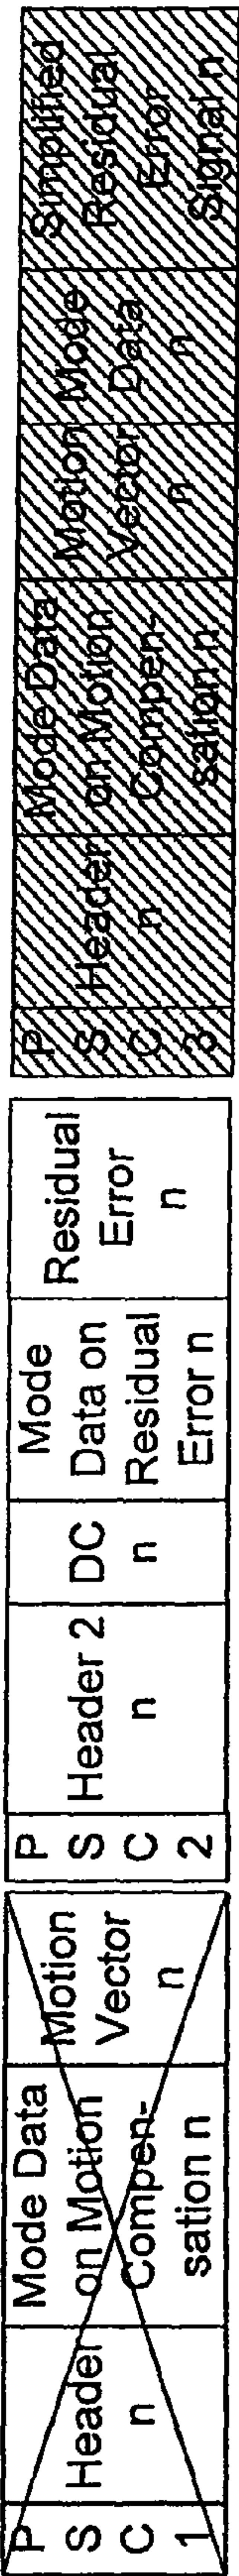 P
S
C
1
Header
n
Mode Data
on Motion
Compen-
sation n
Motion
Vector
n
P
S
C
2
Header 2
n
DC
n
Mode
Data on
Residual
Error n
Residual
Error
n
P
S
C
3
Header
n
Mode Data
on Motion
Compen-
sation n
Motion
Vector
n
Mode
Data
n
Simplified
Residual
Error
Signal n